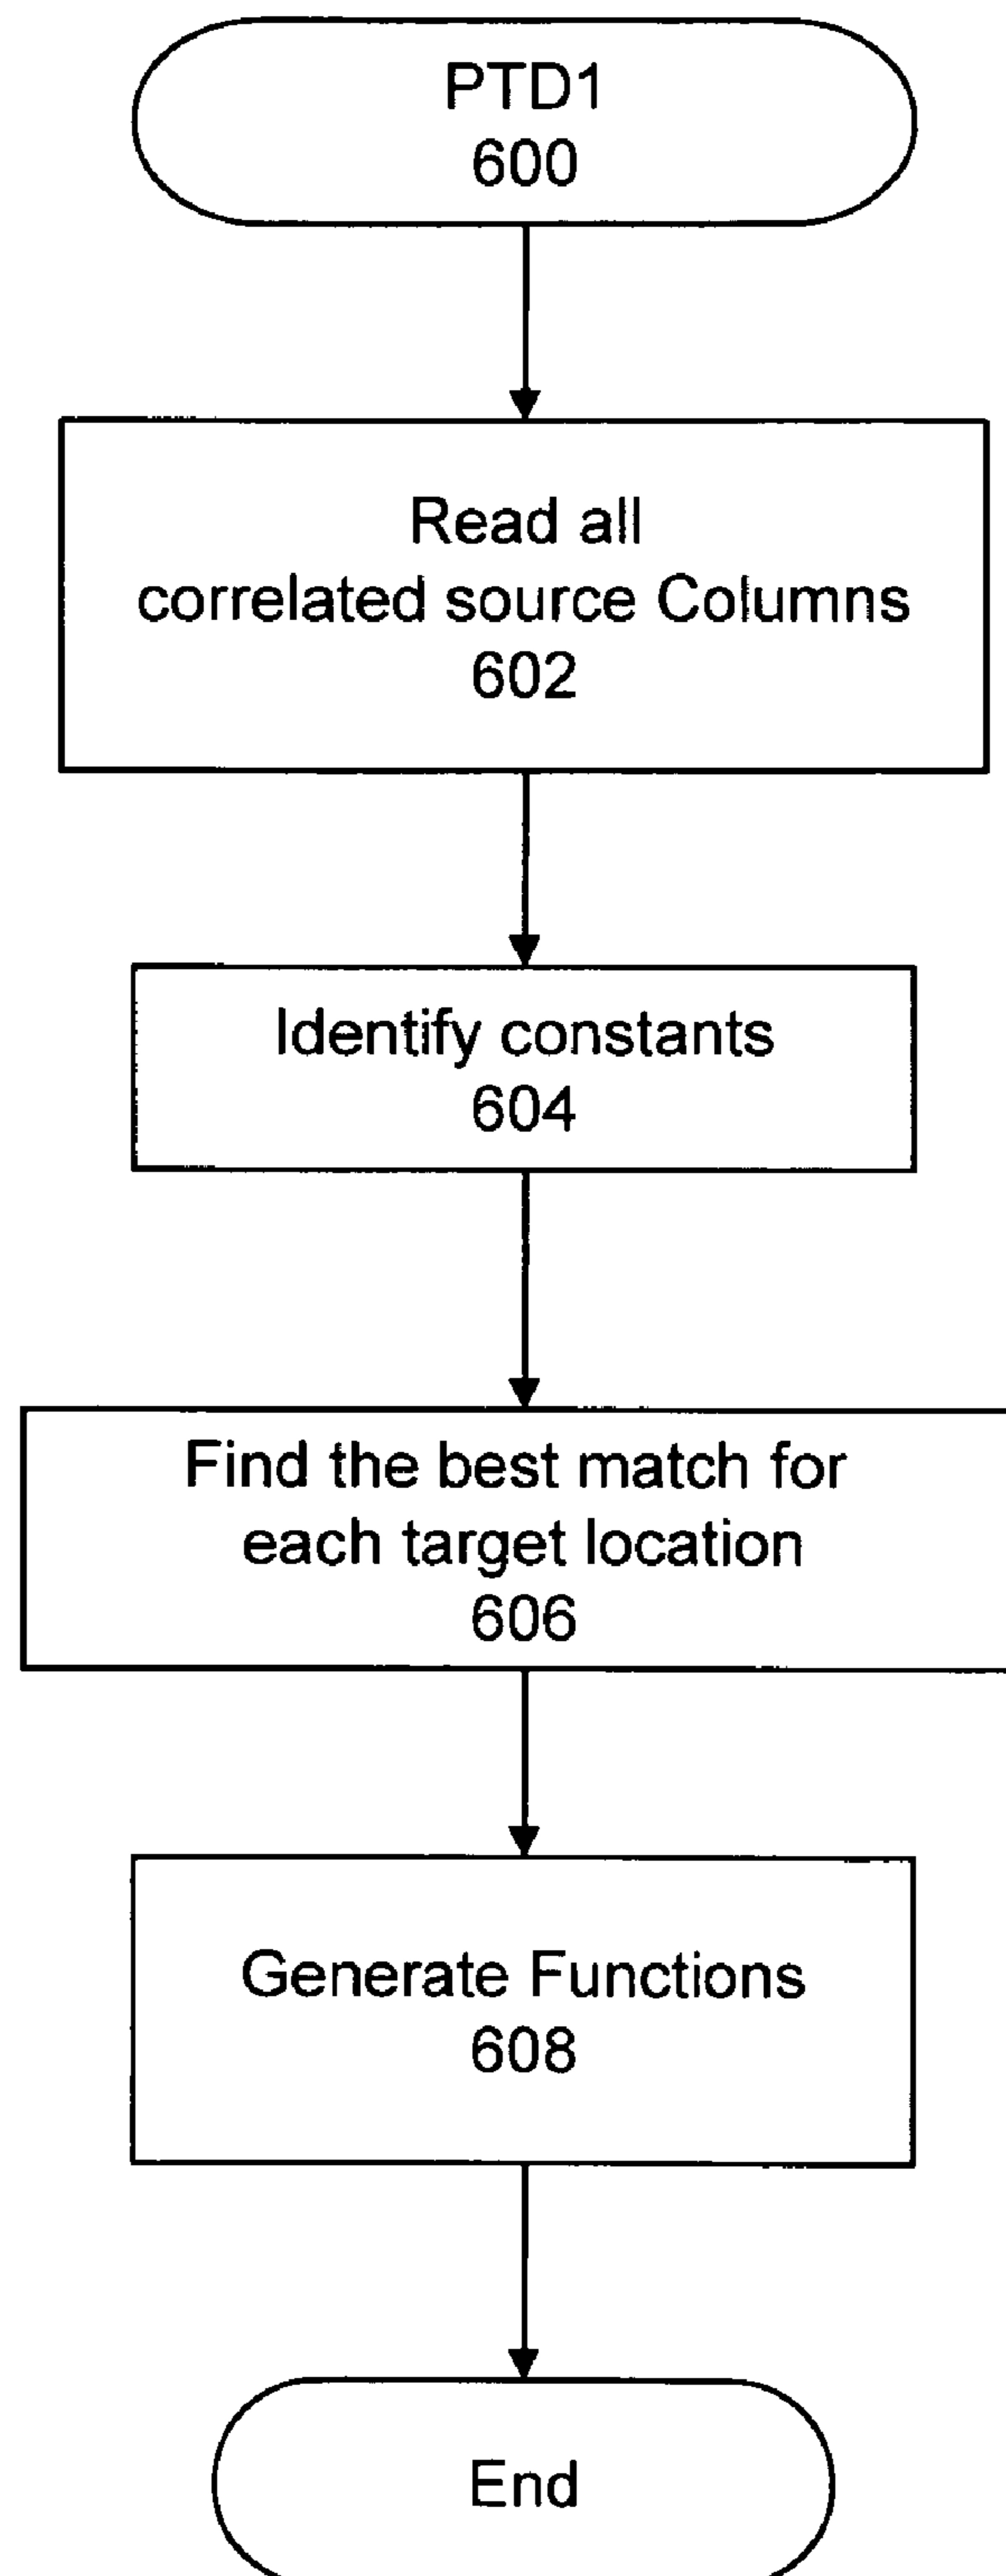 PTD1
600
Read all
correlated source Columns
602
Identify constants
604
Find the best match for
each target location
606
Generate Functions
608
End